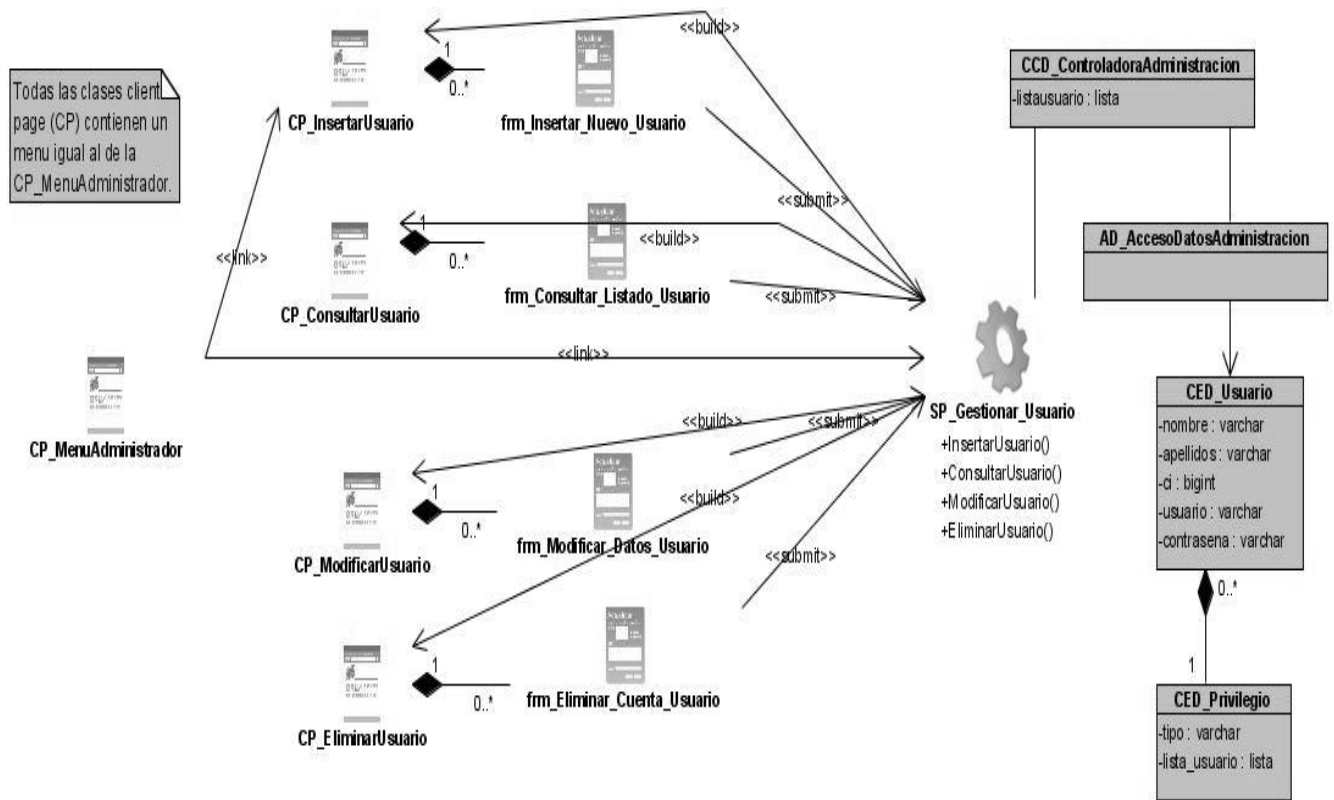 Todas las clases client
page (CP) contienen un
menu igual al de la
CP_MenuAdministrador.
<<build>>
1
0..*
CP_InsertarUsuario
frm_Insertar_Nuevo_Usuario
<<submit>>
<<link>>
1
0..*
<<build>>
CP_ConsultarUsuario
frm_Consultar_Listado_Usuario
<<submit>>
<<link>>
CP_MenuAdministrador
<<build>>
<<submit>>
1
0..*
CP_ModificarUsuario
frm_Modificar_Datos_Usuario
<<build>>
<<submit>>
1
0..*
CP_EliminarUsuario
frm_Eliminar_Cuenta_Usuario
SP_Gestionar_Usuario
+InsertarUsuario()
+ConsultarUsuario()
+ModificarUsuario()
+EliminarUsuario()
CCD_ControladoraAdministracion
-listausuario : lista
AD_AccesoDatosAdministracion
CED_Usuario
-nombre : varchar
-apellidos : varchar
-ci : bigint
-usuario : varchar
-contrasena : varchar
0..*
1
CED_Privilegio
-tipo : varchar
-lista_usuario : lista